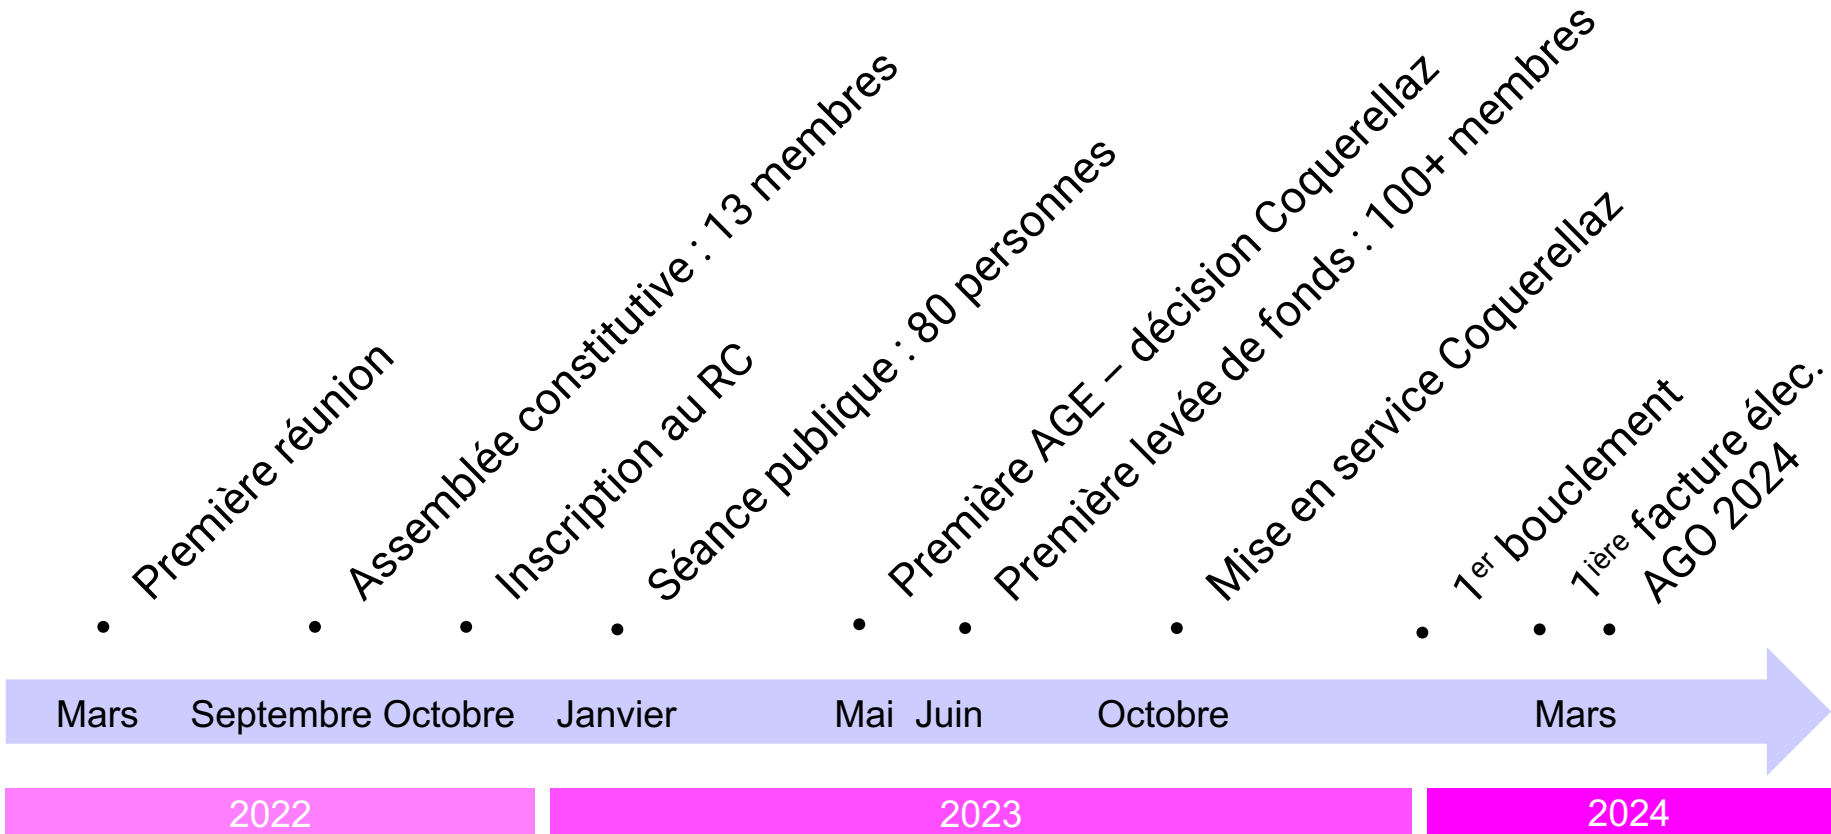 Première réunion
Assemblée constitutive : 13 membres
Inscription au RC
Séance publique : 80 personnes
Première AGE – décision Coquerellaz
Première levée de fonds : 100+ membres
Mise en service Coquerellaz
1er bouclement
1ière facture élec.
AGO 2024
Mars Septembre Octobre Janvier Mai Juin Octobre Mars
2022 2023 2024